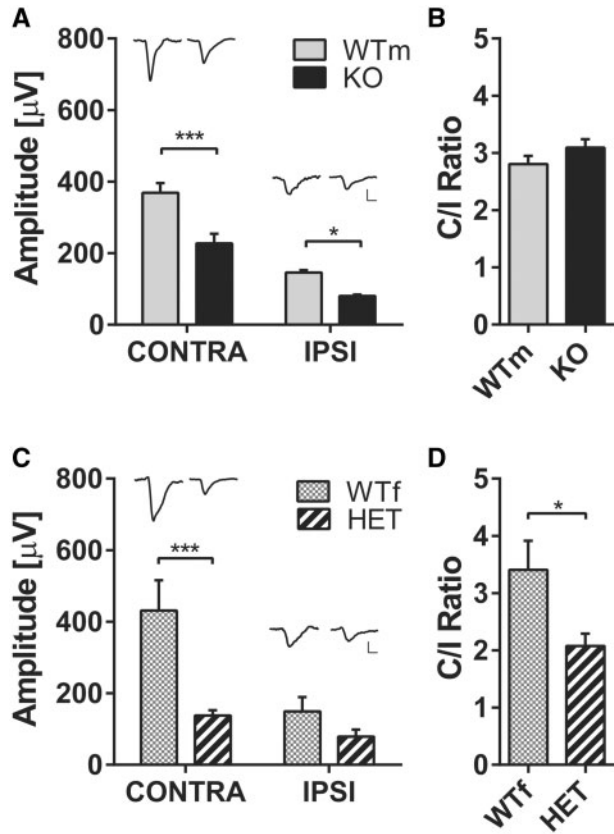 A
Amplitude [µV]
800
600
400
200
0
***
*
WTm
KO
CONTRA
IPSI
B
C/I Ratio
5
4
3
2
1
0
WTm
KO
C
Amplitude [µV]
800
600
400
200
0
***
WTf
HET
CONTRA
IPSI
D
C/I Ratio
5
4
3
2
1
0
*
WTf
HET